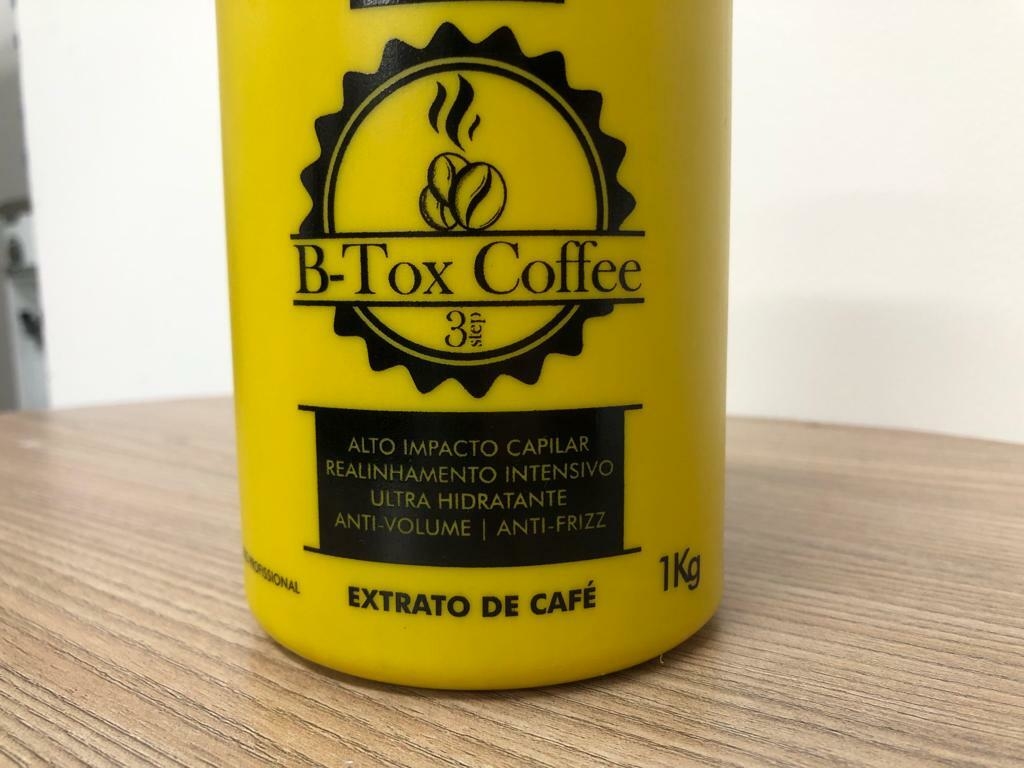 B-Tox Coffee
3 step
ALTO IMPACTO CAPILAR
REALINHAMENTO INTENSIVO
ULTRA HIDRATANTE
ANTI-VOLUME | ANTI-FRIZZ
EXTRATO DE CAFÉ
1Kg